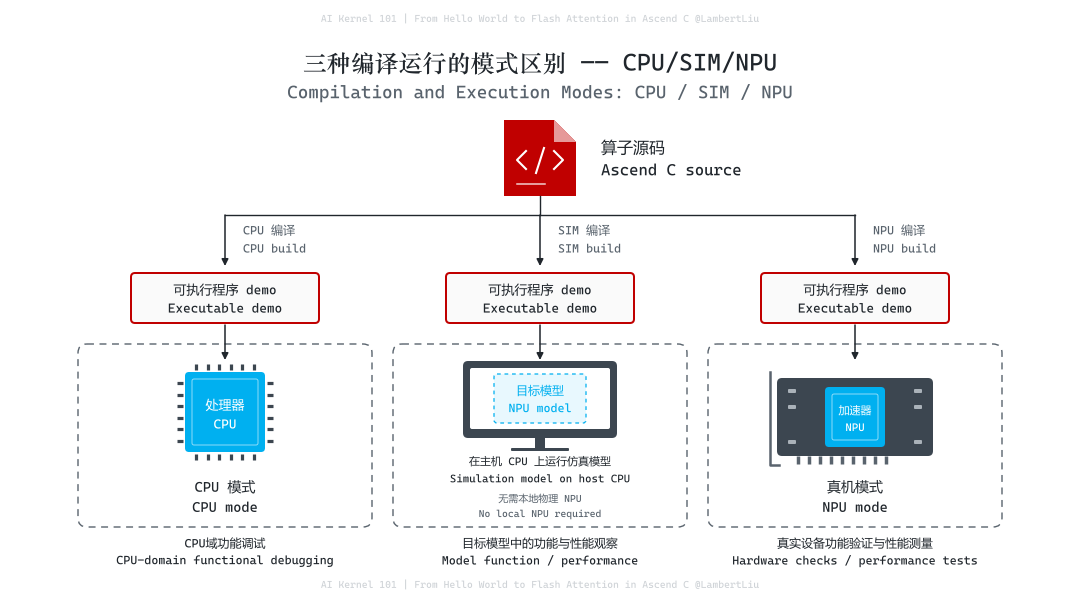 AI Kernel 101 | From Hello World to Flash Attention in Ascend C @LambertLiu
三种编译运行的模式区别 —— CPU/SIM/NPU
Compilation and Execution Modes: CPU / SIM / NPU
</>
算子源码
Ascend C source
CPU 编译
CPU build
SIM 编译
SIM build
NPU 编译
NPU build
可执行程序 demo
Executable demo
可执行程序 demo
Executable demo
可执行程序 demo
Executable demo
处理器
CPU
CPU 模式
CPU mode
目标模型
NPU model
在主机 CPU 上运行仿真模型
Simulation model on host CPU
无需本地物理 NPU
No local NPU required
加速器
NPU
真机模式
NPU mode
CPU域功能调试
CPU-domain functional debugging
目标模型中的功能与性能观察
Model function / performance
真实设备功能验证与性能测量
Hardware checks / performance tests
AI Kernel 101 | From Hello World to Flash Attention in Ascend C @LambertLiu